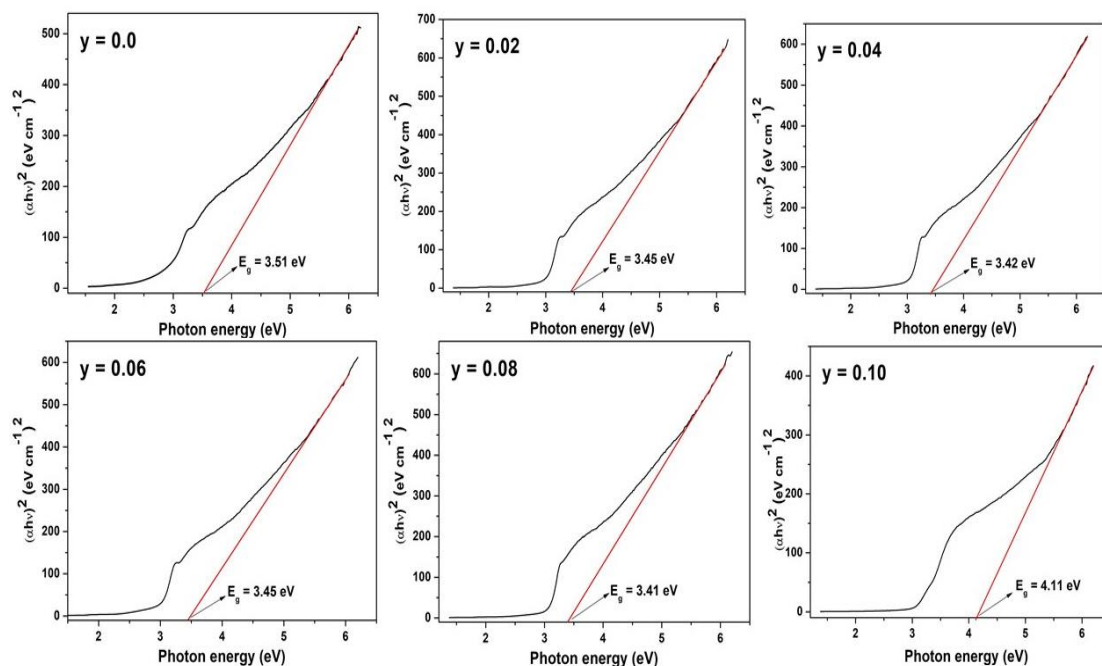 y = 0.0
(αhν)² (eV cm⁻¹)²
500
400
300
200
100
0
E_g = 3.51 eV
2 3 4 5 6
Photon energy (eV)
y = 0.02
(αhν)² (eV cm⁻¹)²
700
600
500
400
300
200
100
0
E_g = 3.45 eV
2 3 4 5 6
Photon energy (eV)
y = 0.04
(αhν)² (eV cm⁻¹)²
600
500
400
300
200
100
0
E_g = 3.42 eV
2 3 4 5 6
Photon energy (eV)
y = 0.06
(αhν)² (eV cm⁻¹)²
600
500
400
300
200
100
0
E_g = 3.45 eV
2 3 4 5 6
Photon energy (eV)
y = 0.08
(αhν)² (eV cm⁻¹)²
700
600
500
400
300
200
100
0
E_g = 3.41 eV
2 3 4 5 6
Photon energy (eV)
y = 0.10
(αhν)² (eV cm⁻¹)²
400
300
200
100
0
E_g = 4.11 eV
2 3 4 5 6
Photon energy (eV)